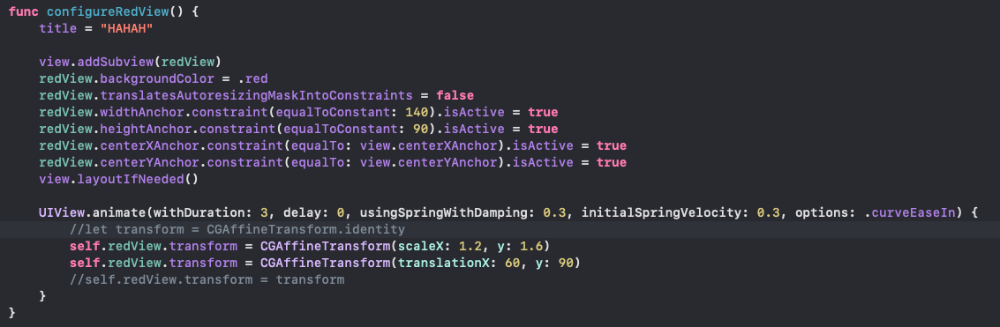 func configureRedView() {
title = "HAHAH"
view.addSubview(redView)
redView.backgroundColor = .red
redView.translatesAutoresizingMaskIntoConstraints = false
redView.widthAnchor.constraint(equalToConstant: 140).isActive = true
redView.heightAnchor.constraint(equalToConstant: 90).isActive = true
redView.centerXAnchor.constraint(equalTo: view.centerXAnchor).isActive = true
redView.centerYAnchor.constraint(equalTo: view.centerYAnchor).isActive = true
view.layoutIfNeeded()
UIView.animate(withDuration: 3, delay: 0, usingSpringWithDamping: 0.3, initialSpringVelocity: 0.3, options: .curveEaseIn) {
//let transform = CGAffineTransform.identity
self.redView.transform = CGAffineTransform(scaleX: 1.2, y: 1.6)
self.redView.transform = CGAffineTransform(translationX: 60, y: 90)
//self.redView.transform = transform
}
}